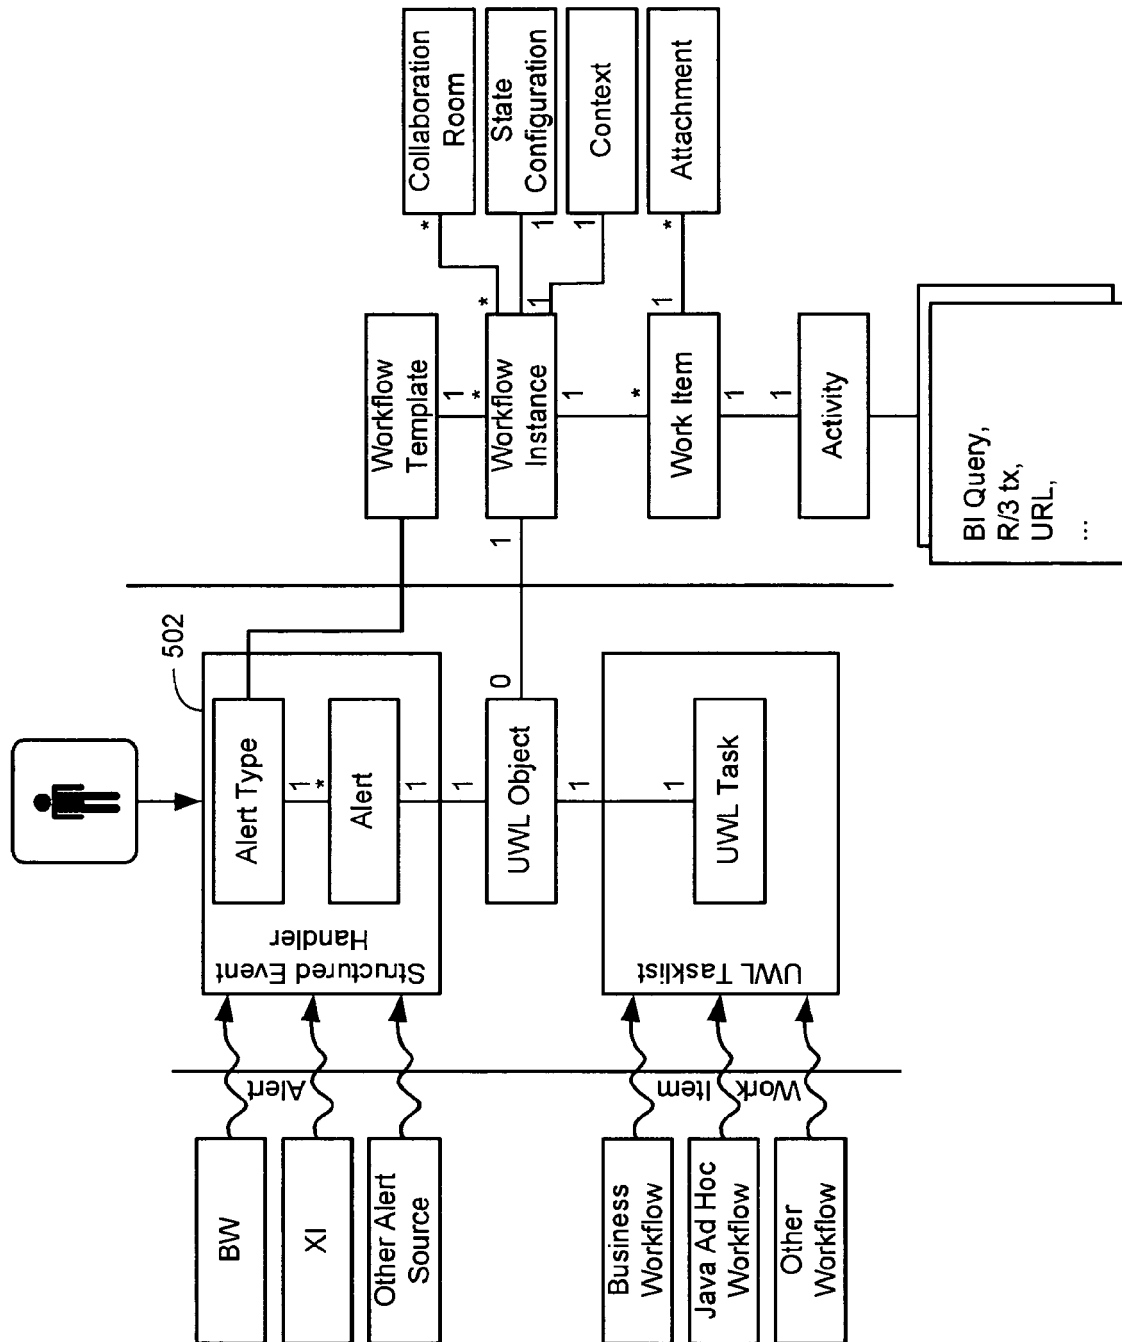 Other
Workflow
Java Ad Hoc
Workflow
Business
Workflow
Other Alert
Source
XI
BW
Work
Item
Alert
UWL Tasklist
Structured Event
Handler
502
UWL Task
1
1
UWL Object
1
1
Alert
*
1
Alert Type
0
1
BI Query,
R/3 tx,
URL,
...
Activity
1
1
Work Item
*
1
Workflow
Instance
*
1
Workflow
Template
1
*
1
*
1
1
*
Attachment
Context
State
Configuration
Collaboration
Room